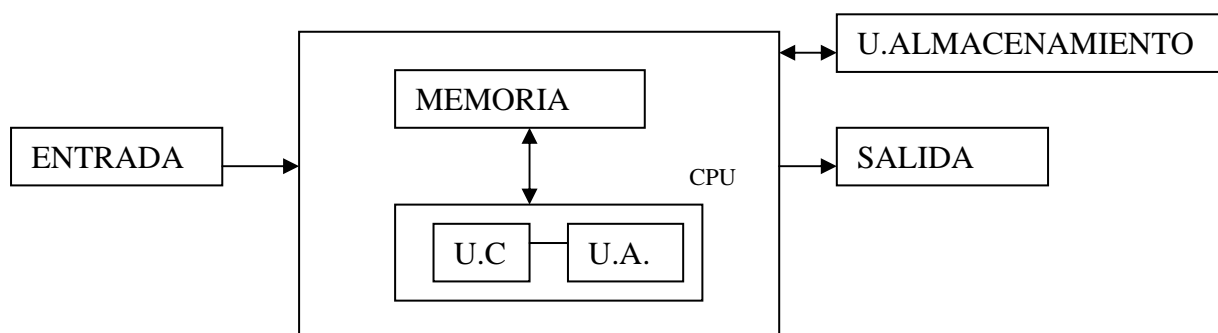 U.ALMACENAMIENTO
MEMORIA
ENTRADA
SALIDA
CPU
U.C
U.A.